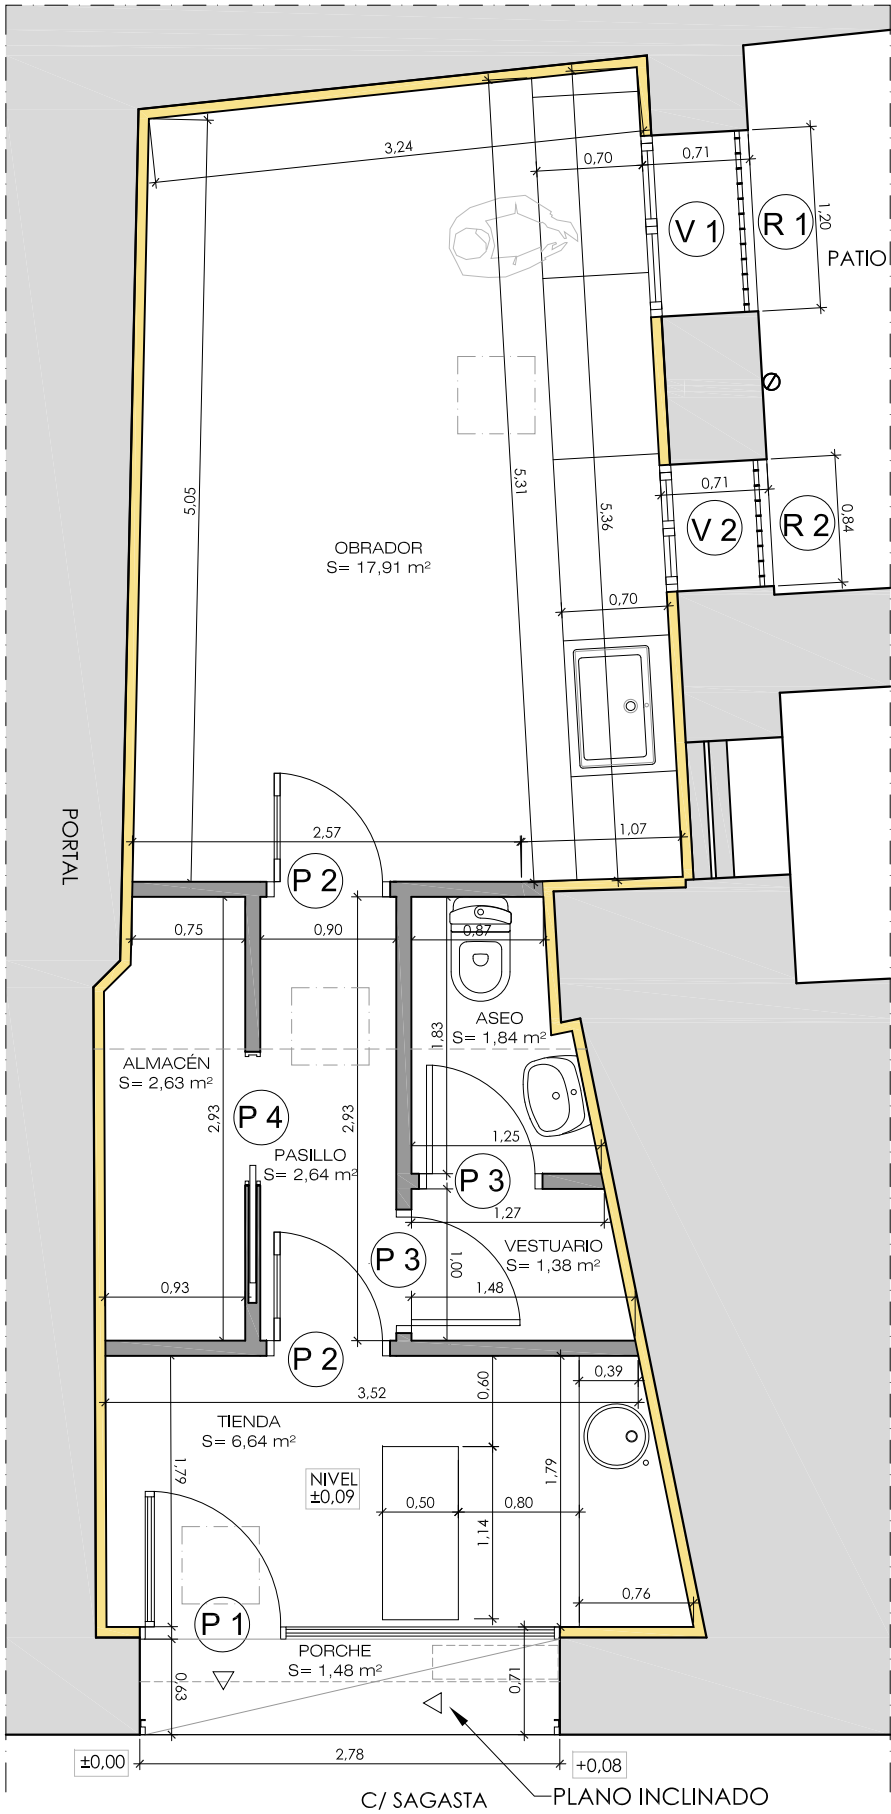 3,24
0,70
0,71
V 1
R 1
1,20
PATIO
5,05
5,31
5,36
0,71
V 2
R 2
0,84
OBRADOR
S= 17,91 m²
0,70
PORTAL
2,57
1,07
P 2
0,75
0,90
0,87
ASEO
S= 1,84 m²
1,83
ALMACÉN
S= 2,63 m²
2,93
P 4
2,93
PASILLO
S= 2,64 m²
1,25
P 3
1,27
P 3
1,00
VESTUARIO
S= 1,38 m²
0,93
1,48
P 2
0,60
0,39
3,52
TIENDA
S= 6,64 m²
1,79
NIVEL
±0,09
1,79
0,50
0,80
1,14
0,76
P 1
PORCHE
S= 1,48 m²
0,63
0,71
±0,00
2,78
+0,08
C/ SAGASTA
PLANO INCLINADO